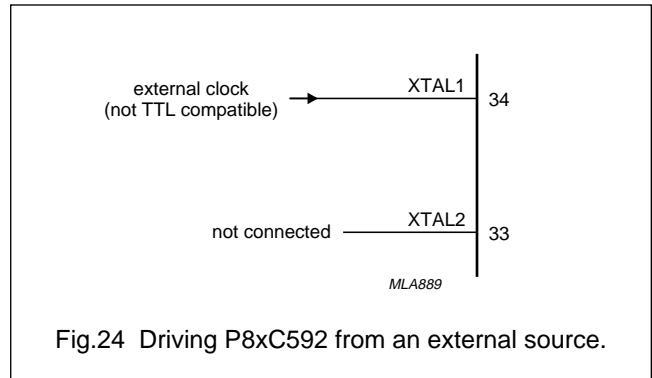 external clock
(not TTL compatible)
XTAL1
34
not connected
XTAL2
33
MLA889
Fig.24 Driving P8xC592 from an external source.